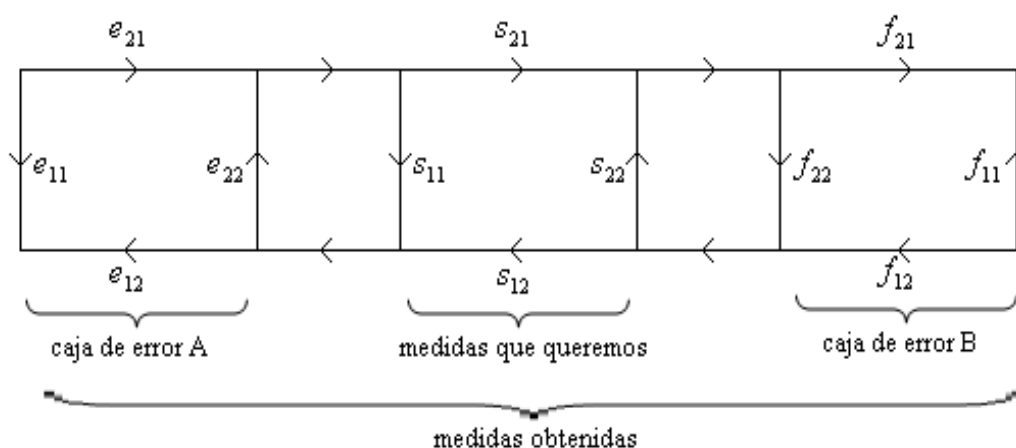 e21 s21 f21
e11 e22 s11 s22 f22 f11
e12 s12 f12
caja de error A medidas que queremos caja de error B
medidas obtenidas